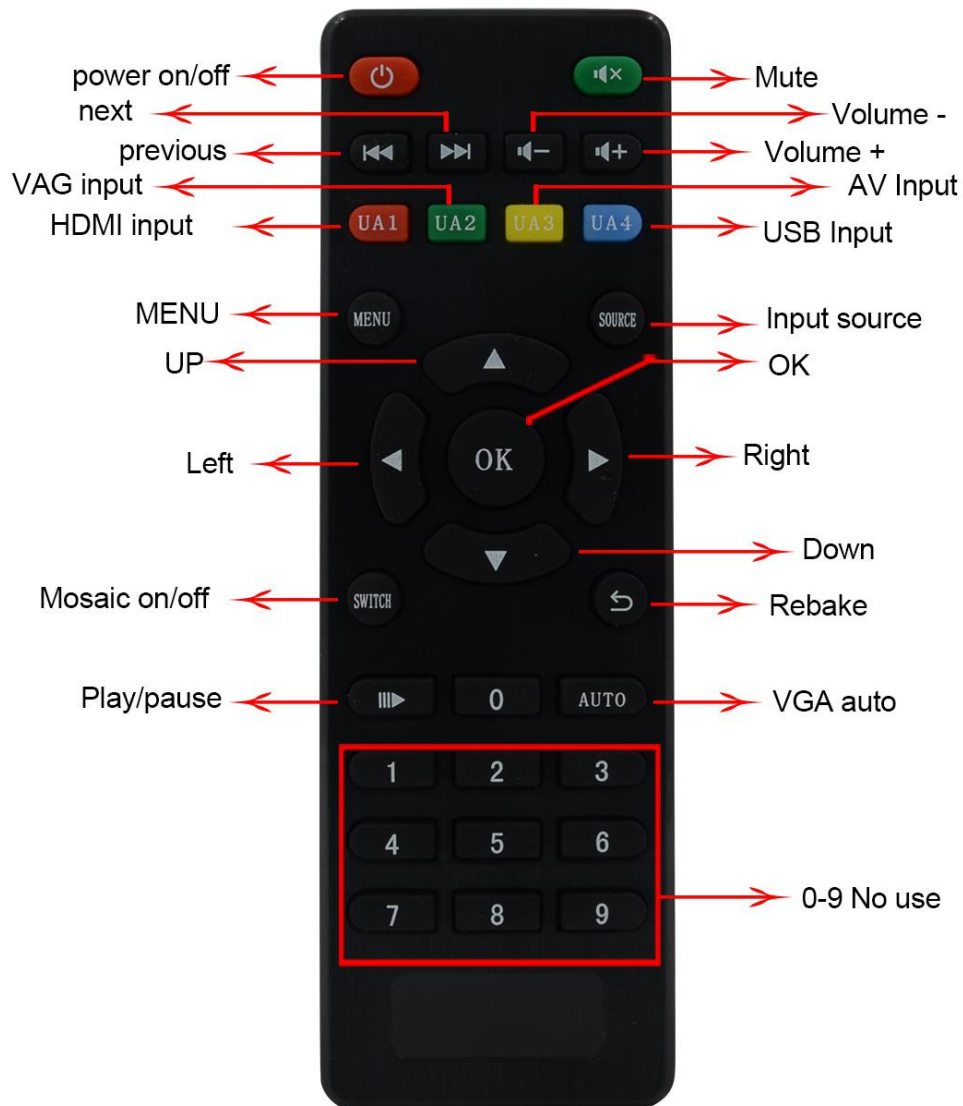 power on/off
Mute
next
Volume -
previous
Volume +
VAG input
AV Input
HDMI input
UA1 UA2 UA3 UA4
USB Input
MENU
MENU
SOURCE
Input source
UP
OK
Left
OK
Right
Down
Mosaic on/off
SWITCH
Rebake
Play/pause
0
AUTO
VGA auto
1 2 3
4 5 6
7 8 9
0-9 No use